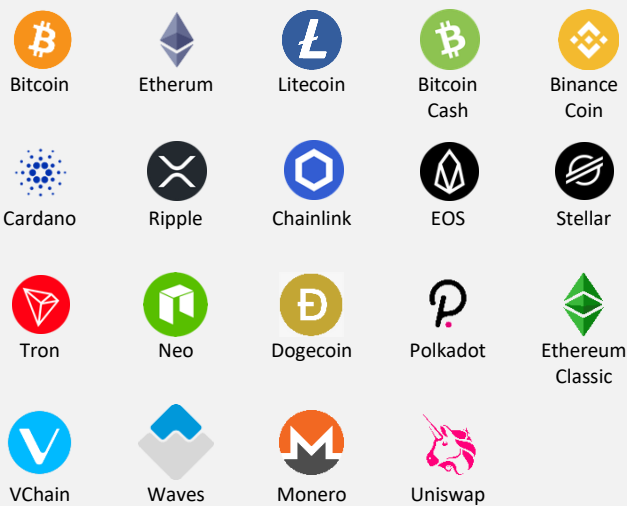 Bitcoin
Etherum
Litecoin
Bitcoin
Cash
Binance
Coin
Cardano
Ripple
Chainlink
EOS
Stellar
Tron
Neo
Dogecoin
Polkadot
Ethereum
Classic
VChain
Waves
Monero
Uniswap